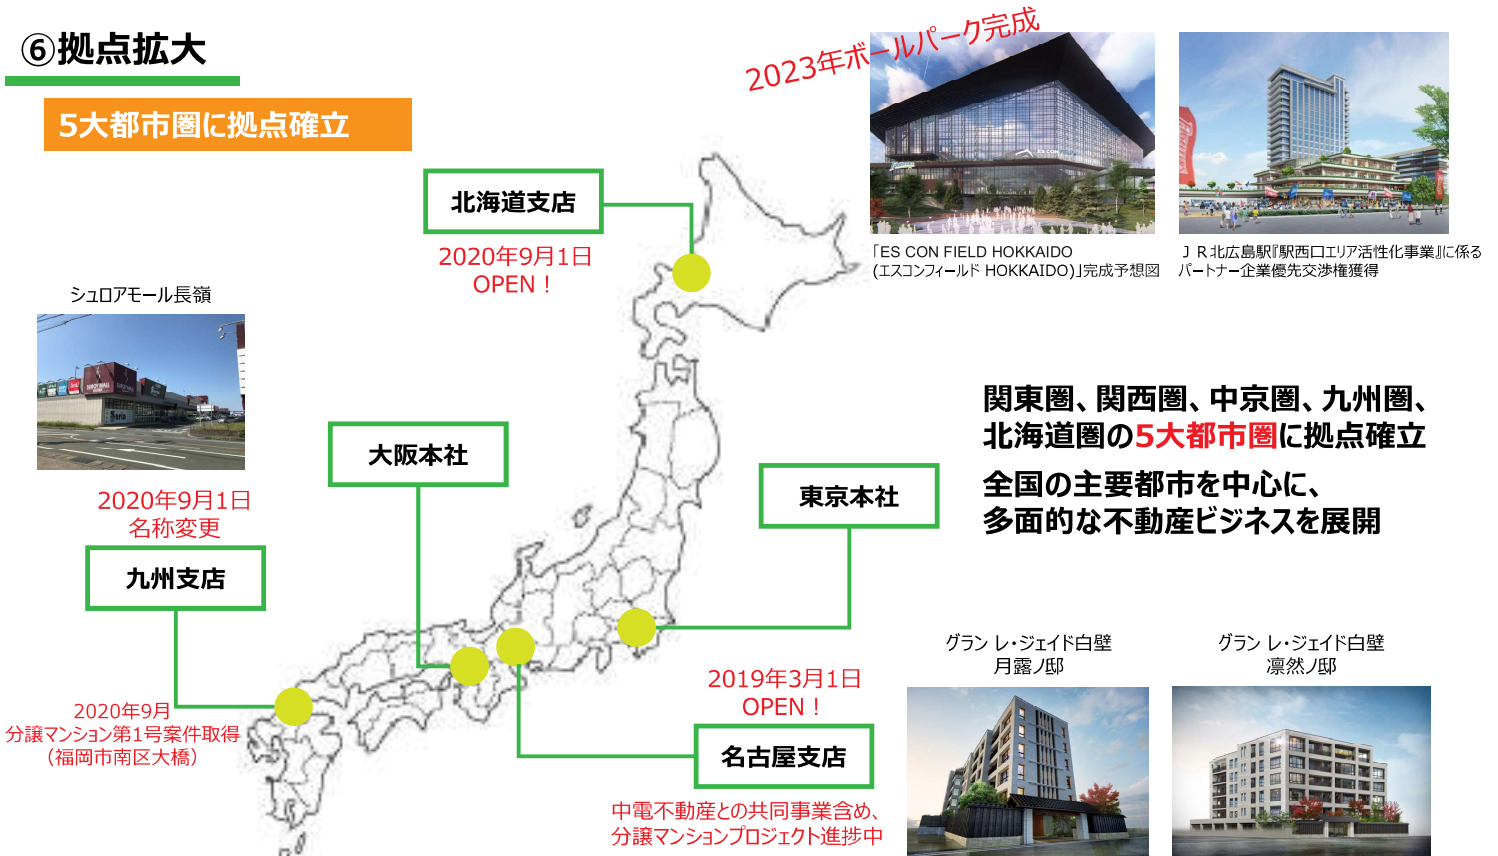 ⑥拠点拡大
5大都市圏に拠点確立
2023年ボールパーク完成
ES CON
「ES CON FIELD HOKKAIDO
(エスコンフィールド HOKKAIDO)」完成予想図
ＪＲ北広島駅『駅西口エリア活性化事業』に係る
パートナー企業優先交渉権獲得
北海道支店
2020年9月1日
OPEN！
シュロアモール長嶺
Seria
大阪本社
東京本社
関東圏、関西圏、中京圏、九州圏、
北海道圏の5大都市圏に拠点確立
全国の主要都市を中心に、
多面的な不動産ビジネスを展開
2020年9月1日
名称変更
九州支店
2020年9月
分譲マンション第1号案件取得
（福岡市南区大橋）
2019年3月1日
OPEN！
名古屋支店
中電不動産との共同事業含め、
分譲マンションプロジェクト進捗中
グラン レ・ジェイド白壁
月露ノ邸
グラン レ・ジェイド白壁
凛然ノ邸